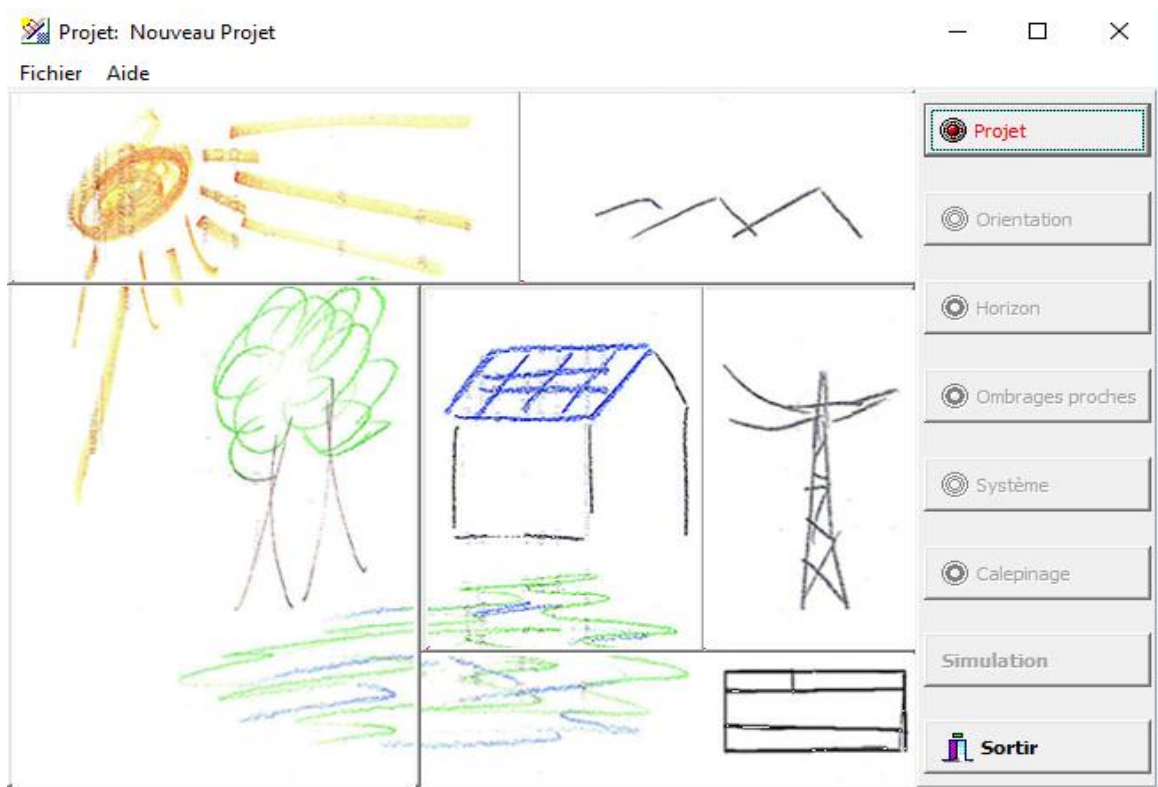 Projet: Nouveau Projet
Fichier Aide
Projet
Orientation
Horizon
Ombrages proches
Système
Calepinage
Simulation
Sortir